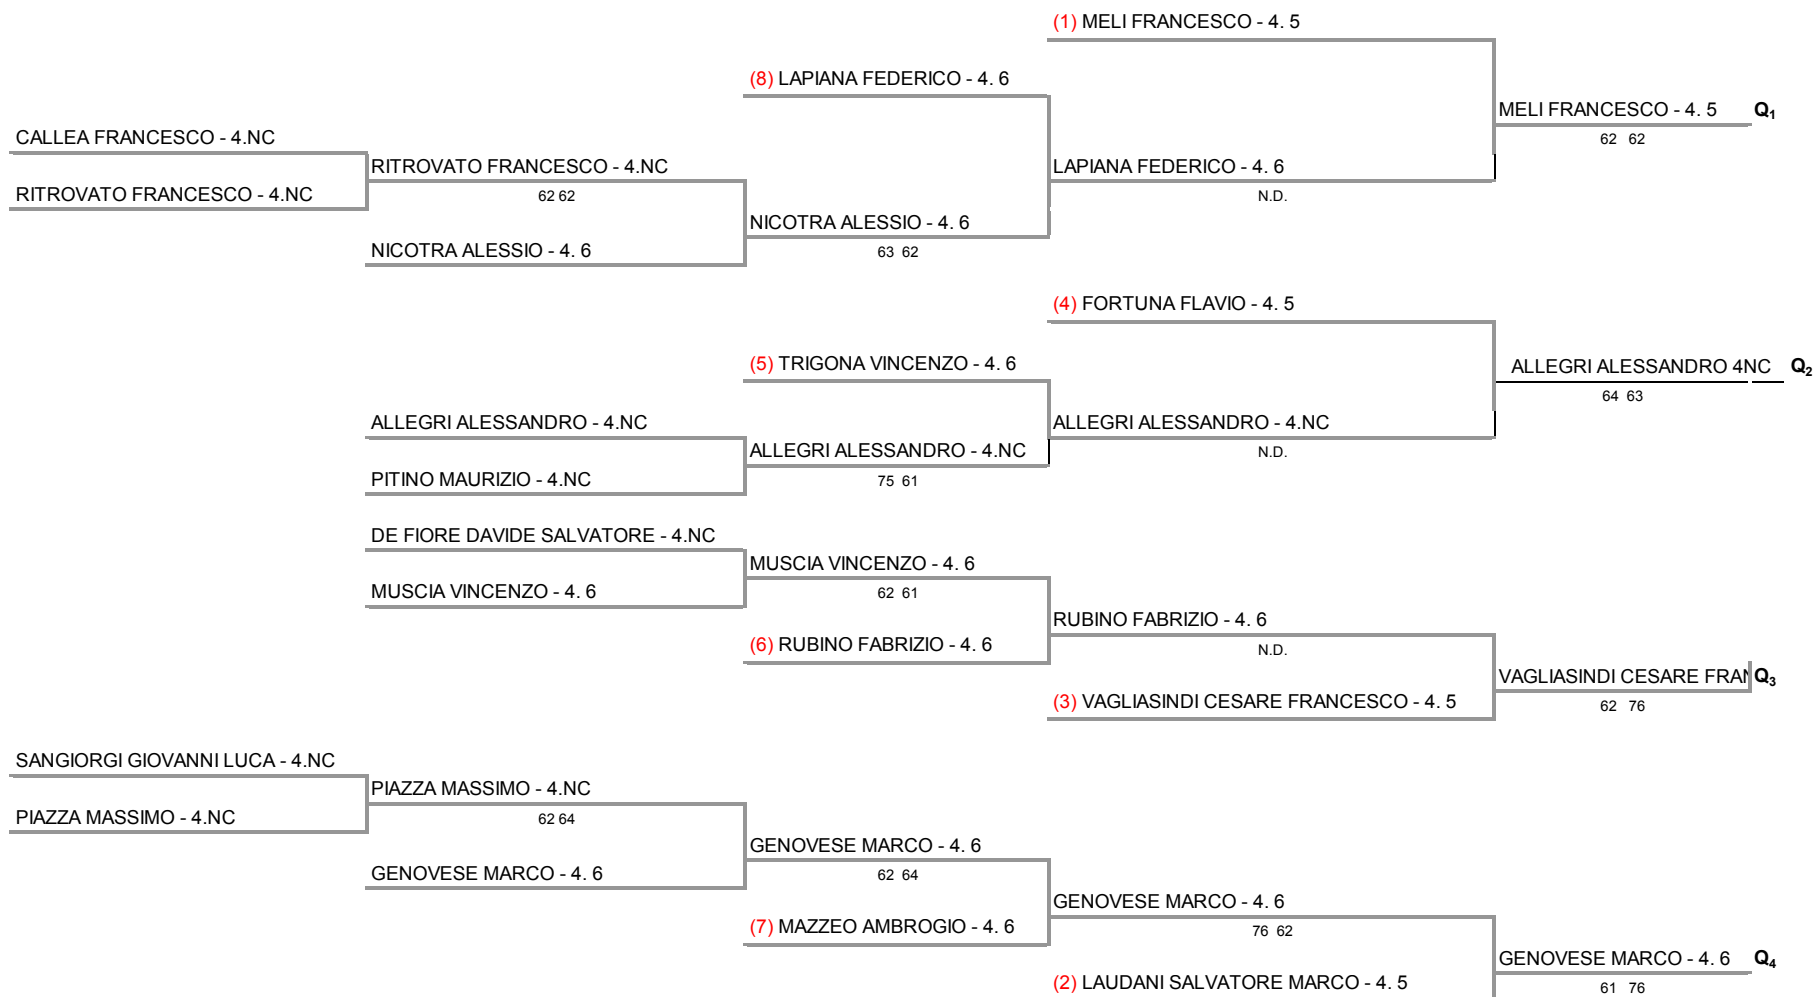 (1) MELI FRANCESCO - 4. 5
(8) LAPIANA FEDERICO - 4. 6
MELI FRANCESCO - 4. 5 Q1
62 62
CALLEA FRANCESCO - 4.NC
RITROVATO FRANCESCO - 4.NC
62 62
LAPIANA FEDERICO - 4. 6
N.D.
RITROVATO FRANCESCO - 4.NC
NICOTRA ALESSIO - 4. 6
63 62
NICOTRA ALESSIO - 4. 6
(4) FORTUNA FLAVIO - 4. 5
(5) TRIGONA VINCENZO - 4. 6
ALLEGRI ALESSANDRO 4NC Q2
64 63
ALLEGRI ALESSANDRO - 4.NC
ALLEGRI ALESSANDRO - 4.NC
N.D.
ALLEGRI ALESSANDRO - 4.NC
75 61
PITINO MAURIZIO - 4.NC
DE FIORE DAVIDE SALVATORE - 4.NC
MUSCIA VINCENZO - 4. 6
62 61
MUSCIA VINCENZO - 4. 6
RUBINO FABRIZIO - 4. 6
N.D.
(6) RUBINO FABRIZIO - 4. 6
VAGLIASINDI CESARE FRAN Q3
62 76
(3) VAGLIASINDI CESARE FRANCESCO - 4. 5
SANGIORGI GIOVANNI LUCA - 4.NC
PIAZZA MASSIMO - 4.NC
62 64
PIAZZA MASSIMO - 4.NC
GENOVESE MARCO - 4. 6
62 64
GENOVESE MARCO - 4. 6
GENOVESE MARCO - 4. 6
76 62
(7) MAZZEO AMBROGIO - 4. 6
GENOVESE MARCO - 4. 6 Q4
61 76
(2) LAUDANI SALVATORE MARCO - 4. 5